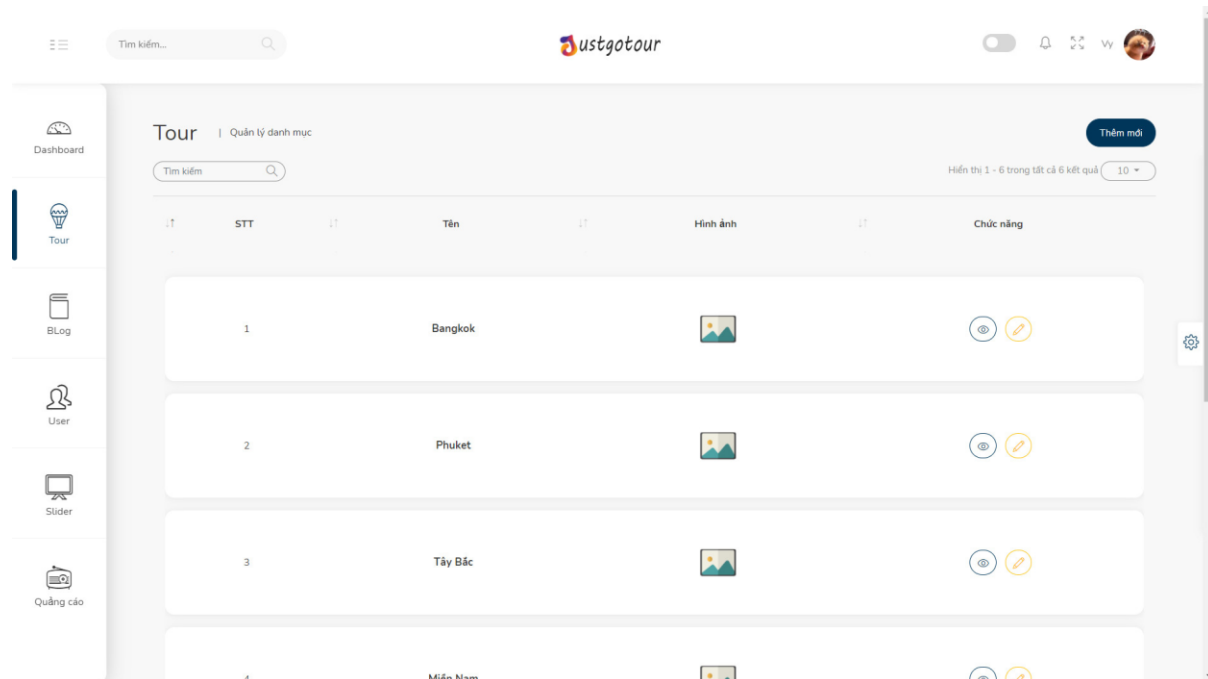 Tìm kiếm...
Justgotour
Vy
Dashboard
Tour
BLog
User
Slider
Quảng cáo
Tour | Quản lý danh mục
Thêm mới
Tìm kiếm
Hiển thị 1 - 6 trong tất cả 6 kết quả 10
STT Tên Hình ảnh Chức năng
1 Bangkok
2 Phuket
3 Tây Bắc
4 Miền Nam